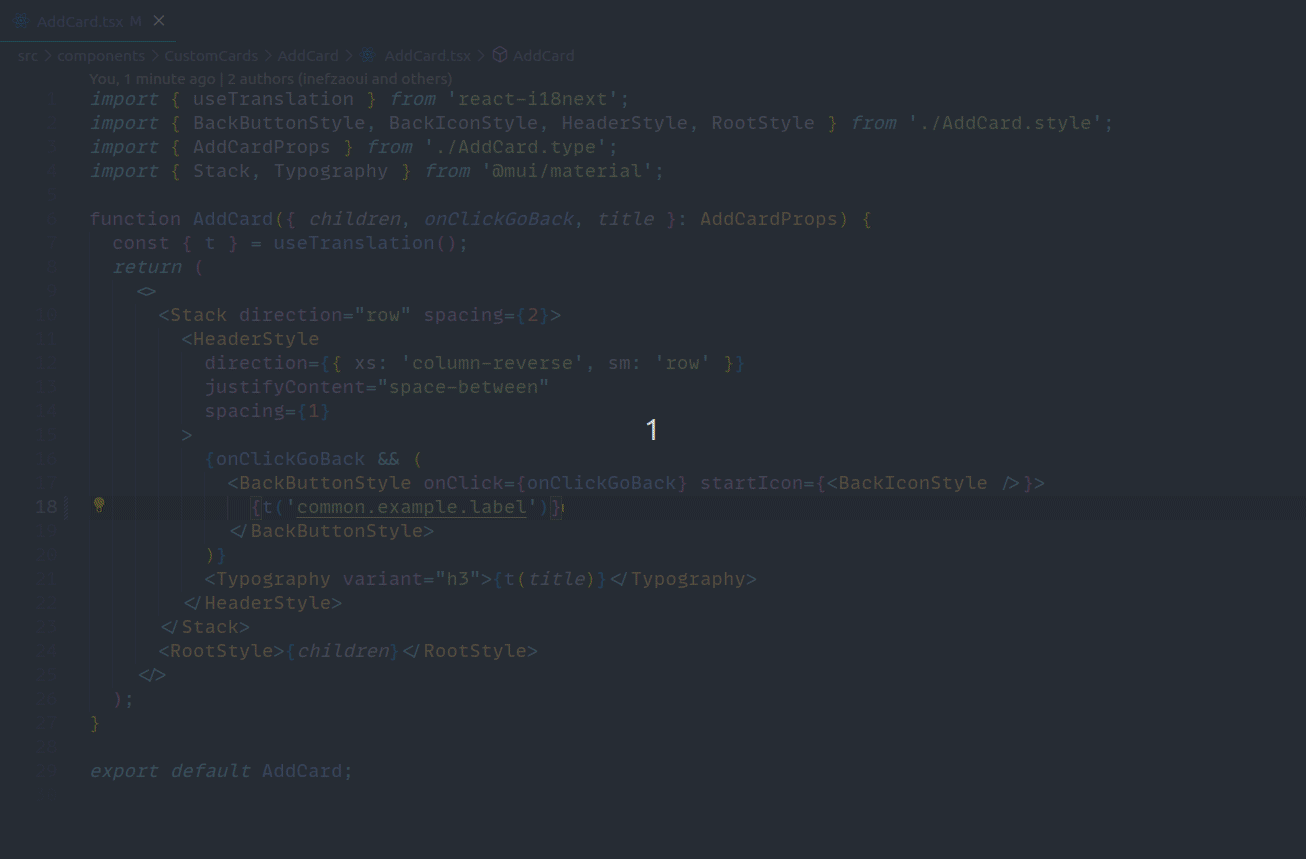 AddCard.tsx M
src > components > CustomCards > AddCard > AddCard.tsx > AddCard
You, 1 minute ago | 2 authors (inefzaoui and others)
import { useTranslation } from 'react-i18next';
import { BackButtonStyle, BackIconStyle, HeaderStyle, RootStyle } from './AddCard.style';
import { AddCardProps } from './AddCard.type';
import { Stack, Typography } from '@mui/material';
function AddCard({ children, onClickGoBack, title }: AddCardProps) {
const { t } = useTranslation();
return (
<>
<Stack direction="row" spacing={2}>
<HeaderStyle
direction={{ xs: 'column-reverse', sm: 'row' }}
justifyContent="space-between"
spacing={1}
>
1
{onClickGoBack && (
<BackButtonStyle onClick={onClickGoBack} startIcon={<BackIconStyle />}>
18 {t('common.example.label')}
</BackButtonStyle>
)}
<Typography variant="h3">{t(title)}</Typography>
</HeaderStyle>
</Stack>
<RootStyle>{children}</RootStyle>
</>
);
}
export default AddCard;